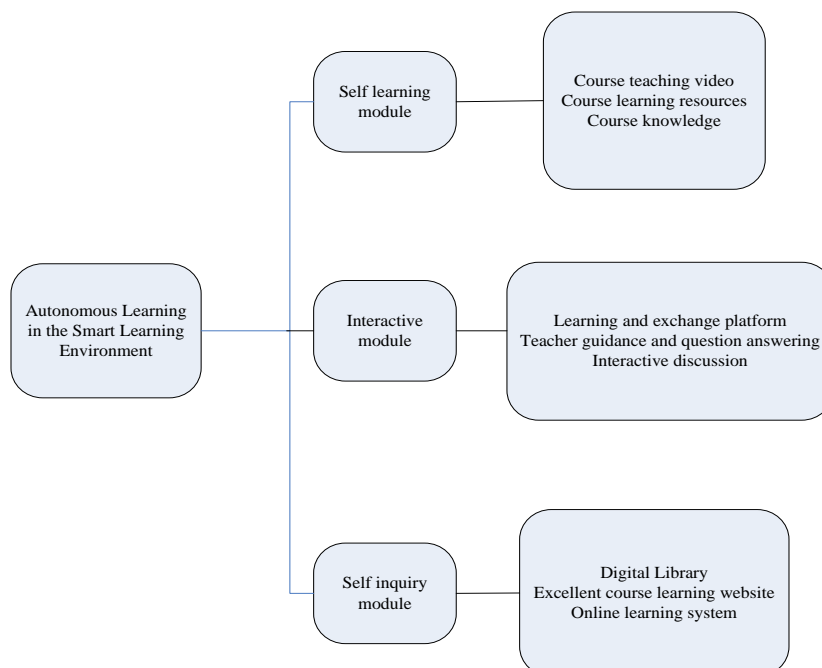 Autonomous Learning
in the Smart Learning
Environment
Self learning
module
Course teaching video
Course learning resources
Course knowledge
Interactive
module
Learning and exchange platform
Teacher guidance and question answering
Interactive discussion
Self inquiry
module
Digital Library
Excellent course learning website
Online learning system